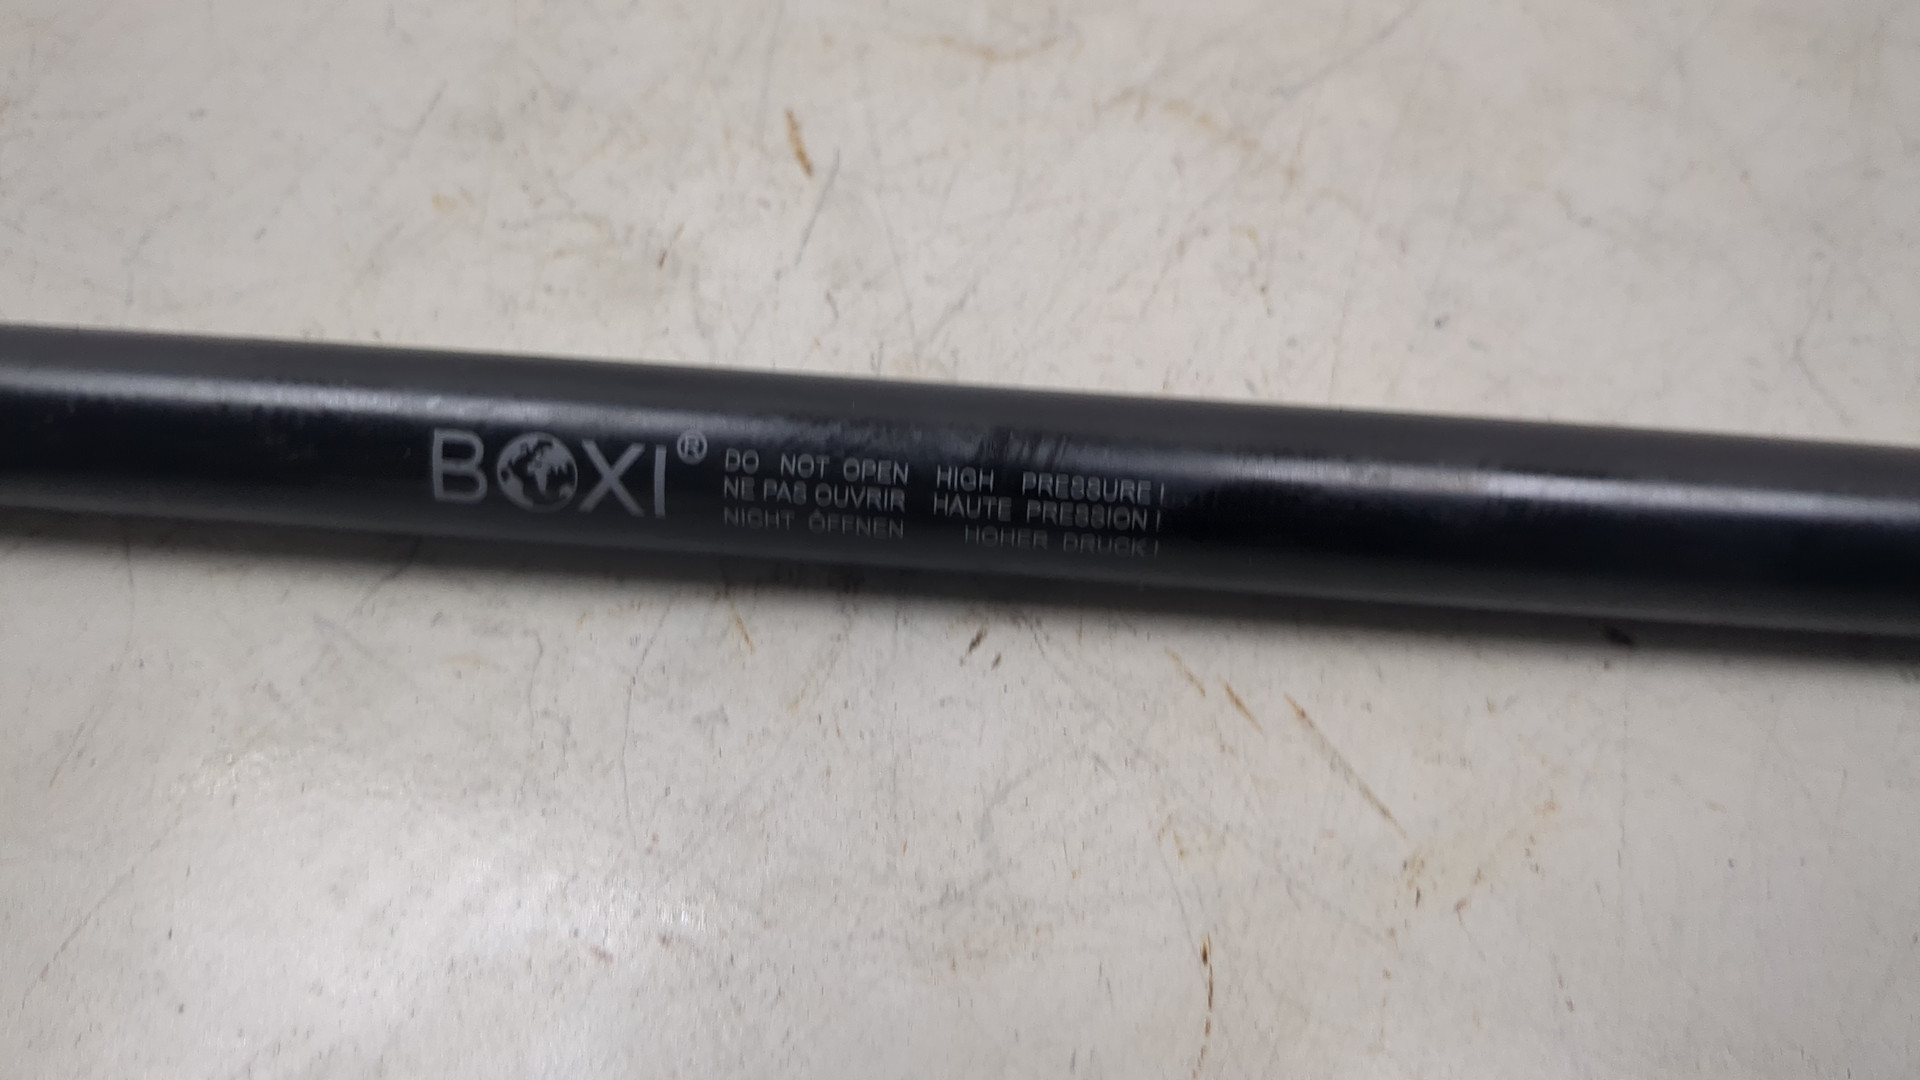 BOXI®
DO NOT OPEN HIGH PRESSURE!
NE PAS OUVRIR HAUTE PRESSION!
NICHT ÖFFNEN HOHER DRUCK!